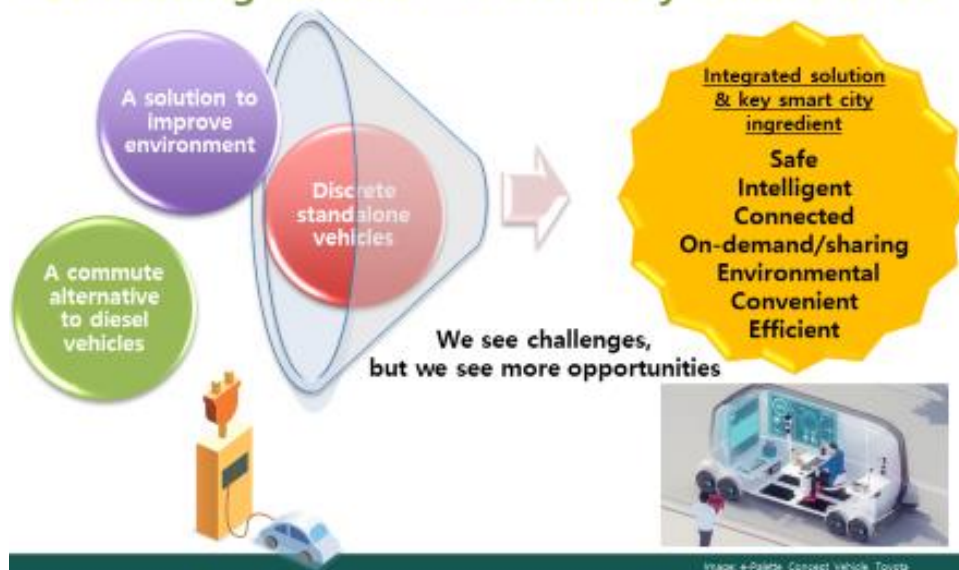 A solution to
improve
environment
Discrete
standalone
vehicles
A commute
alternative
to diesel
vehicles
Integrated solution
& key smart city
ingredient
Safe
Intelligent
Connected
On-demand/sharing
Environmental
Convenient
Efficient
We see challenges,
but we see more opportunities
Image: e-Palette Concept Vehicle, Toyota